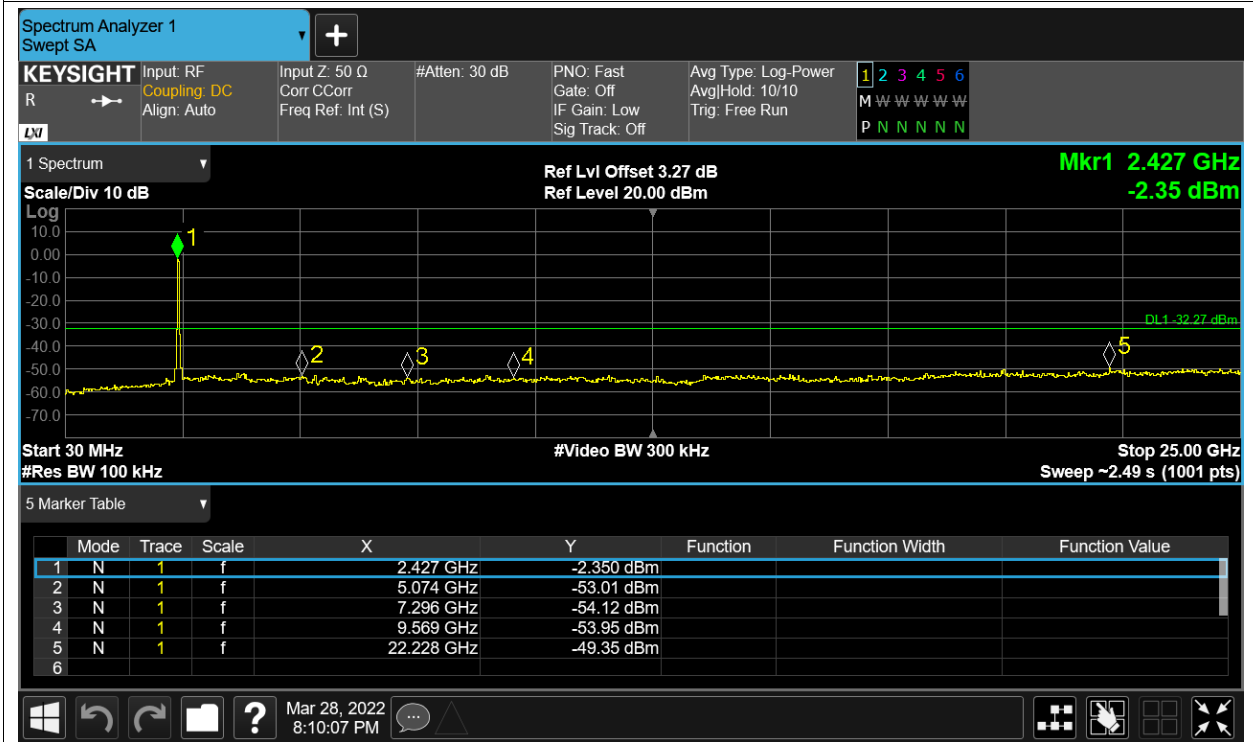 Spectrum Analyzer 1
Swept SA
+
KEYSIGHT
R
LXI
Input: RF
Coupling: DC
Align: Auto
Input Z: 50 Ω
Corr CCorr
Freq Ref: Int (S)
#Atten: 30 dB
PNO: Fast
Gate: Off
IF Gain: Low
Sig Track: Off
Avg Type: Log-Power
Avg|Hold: 10/10
Trig: Free Run
1 2 3 4 5 6
M W W W W W
P N N N N N
1 Spectrum
Scale/Div 10 dB
Ref Lvl Offset 3.27 dB
Ref Level 20.00 dBm
Mkr1 2.427 GHz
-2.35 dBm
Log
10.0
0.00
-10.0
-20.0
-30.0
-40.0
-50.0
-60.0
-70.0
1
2
3
4
5
DL1 -32.27 dBm
Start 30 MHz
#Res BW 100 kHz
#Video BW 300 kHz
Stop 25.00 GHz
Sweep ~2.49 s (1001 pts)
5 Marker Table
Mode Trace Scale X Y Function Function Width Function Value
1 N 1 f 2.427 GHz -2.350 dBm
2 N 1 f 5.074 GHz -53.01 dBm
3 N 1 f 7.296 GHz -54.12 dBm
4 N 1 f 9.569 GHz -53.95 dBm
5 N 1 f 22.228 GHz -49.35 dBm
6
?
Mar 28, 2022
8:10:07 PM